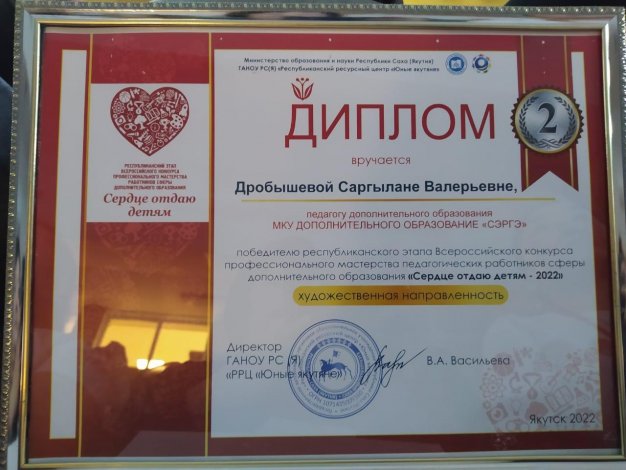 Министерство образования и науки Республики Саха (Якутия)
ГАНОУ РС(Я) «Республиканский ресурсный центр «Юные якутяне»
ДИПЛОМ
2
вручается
Дробышевой Саргылане Валерьевне,
педагогу дополнительного образования
МКУ ДОПОЛНИТЕЛЬНОГО ОБРАЗОВАНИЕ «СЭРГЭ»
победителю республиканского этапа Всероссийского конкурса
профессионального мастерства педагогических работников сферы
дополнительного образования «Сердце отдаю детям - 2022»
художественная направленность
РЕСПУБЛИКАНСКИЙ ЭТАП
ВСЕРОССИЙСКОГО КОНКУРСА
ПРОФЕССИОНАЛЬНОГО МАСТЕРСТВА
РАБОТНИКОВ СФЕРЫ
ДОПОЛНИТЕЛЬНОГО ОБРАЗОВАНИЯ
Сердце отдаю
детям
Директор
ГАНОУ РС (Я)
«РРЦ «Юные якутяне»
В.А. Васильева
Якутск 2022